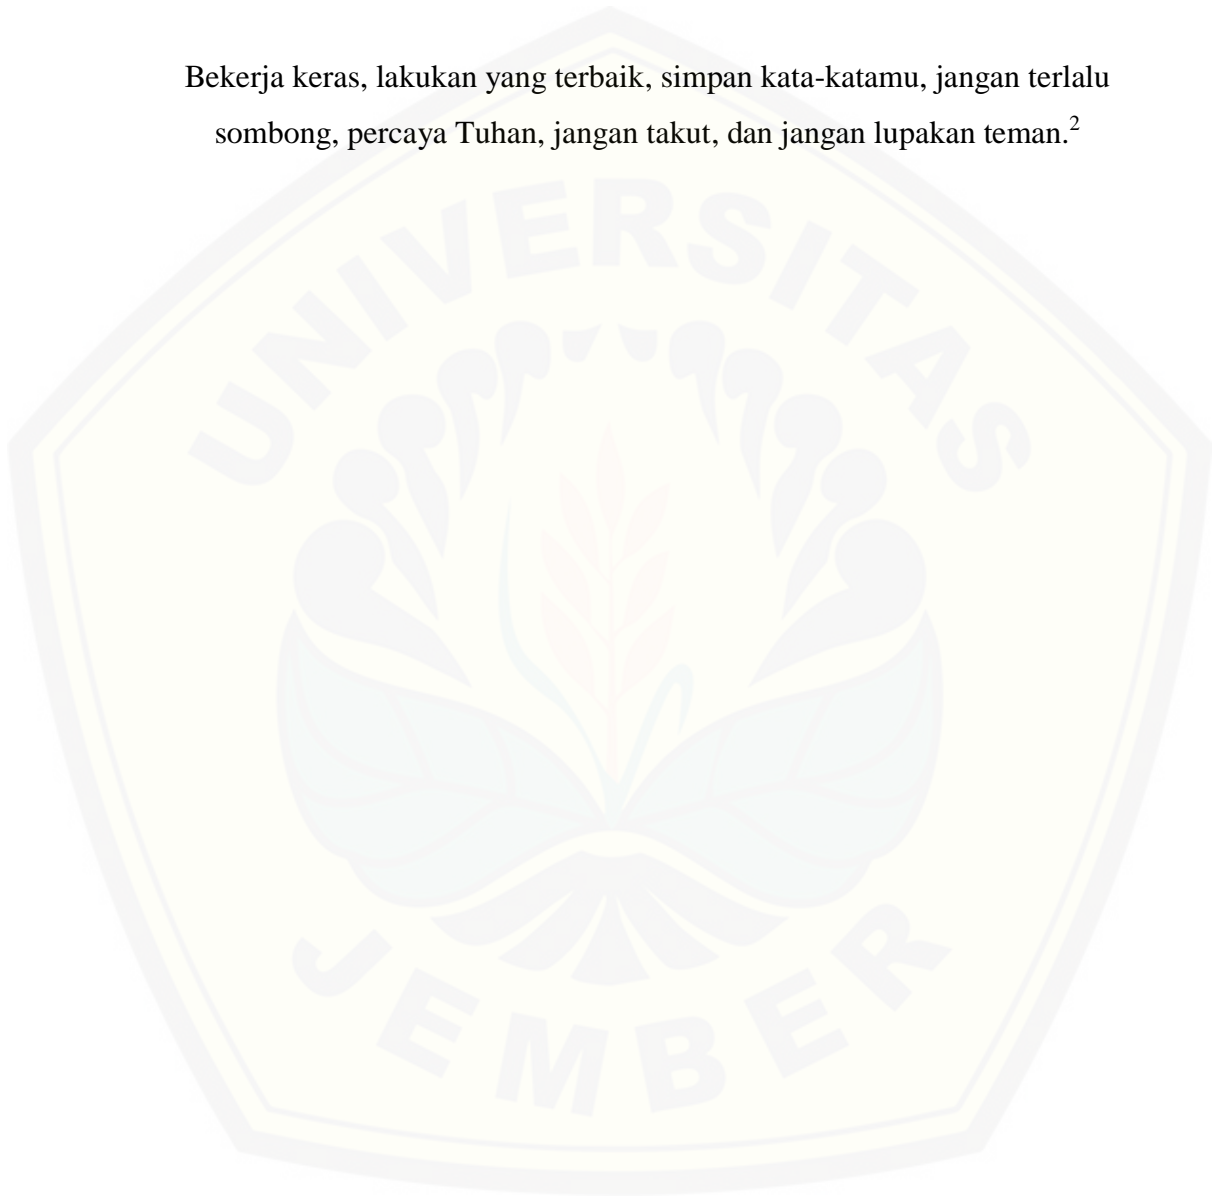 Bekerja keras, lakukan yang terbaik, simpan kata-katamu, jangan terlalu
sombong, percaya Tuhan, jangan takut, dan jangan lupakan teman.²
UNIVERSITAS
JEMBER